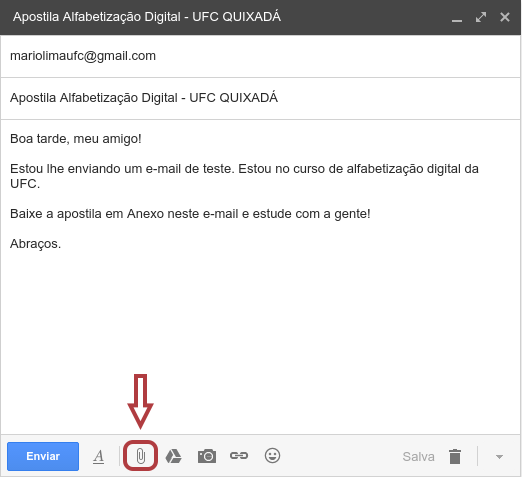 Apostila Alfabetização Digital - UFC QUIXADÁ
mariolimaufc@gmail.com
Apostila Alfabetização Digital - UFC QUIXADÁ
Boa tarde, meu amigo!
Estou lhe enviando um e-mail de teste. Estou no curso de alfabetização digital da
UFC.
Baixe a apostila em Anexo neste e-mail e estude com a gente!
Abraços.
Enviar A Salva